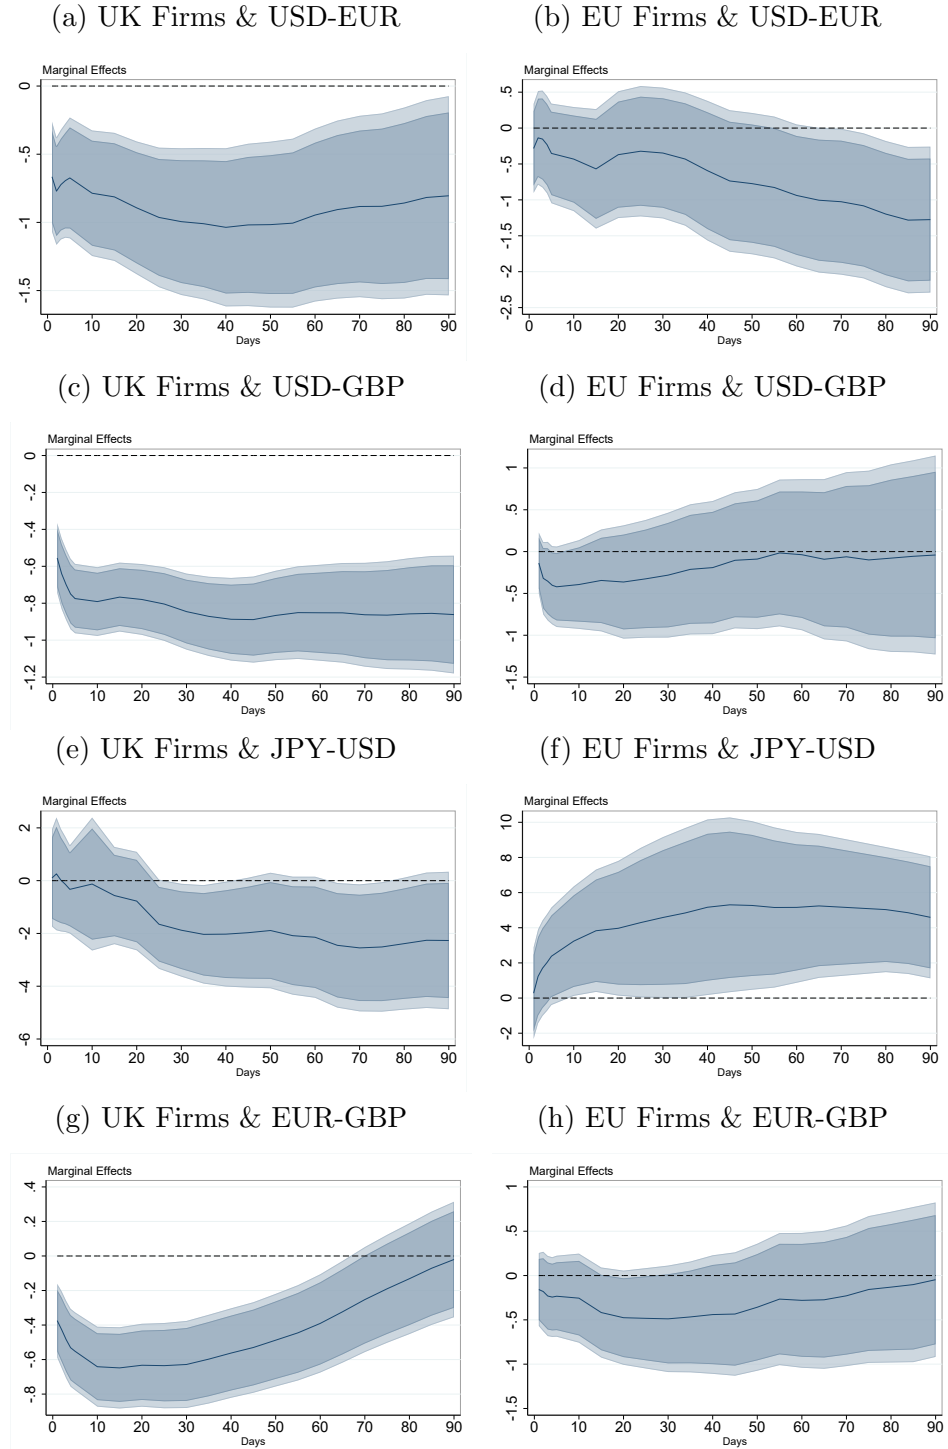 (a) UK Firms & USD-EUR
(b) EU Firms & USD-EUR
Marginal Effects
0
-.5
-1
-1.5
0 10 20 30 40 50 60 70 80 90
Days
Marginal Effects
.5
0
-.5
-1
-1.5
-2
-2.5
0 10 20 30 40 50 60 70 80 90
Days
(c) UK Firms & USD-GBP
(d) EU Firms & USD-GBP
Marginal Effects
0
-.2
-.4
-.6
-.8
-1
-1.2
0 10 20 30 40 50 60 70 80 90
Days
Marginal Effects
1
.5
0
-.5
-1
-1.5
0 10 20 30 40 50 60 70 80 90
Days
(e) UK Firms & JPY-USD
(f) EU Firms & JPY-USD
Marginal Effects
2
0
-2
-4
-6
0 10 20 30 40 50 60 70 80 90
Days
Marginal Effects
10
8
6
4
2
0
-2
0 10 20 30 40 50 60 70 80 90
Days
(g) UK Firms & EUR-GBP
(h) EU Firms & EUR-GBP
Marginal Effects
.4
.2
0
-.2
-.4
-.6
-.8
0 10 20 30 40 50 60 70 80 90
Days
Marginal Effects
1
.5
0
-.5
-1
-1.5
0 10 20 30 40 50 60 70 80 90
Days